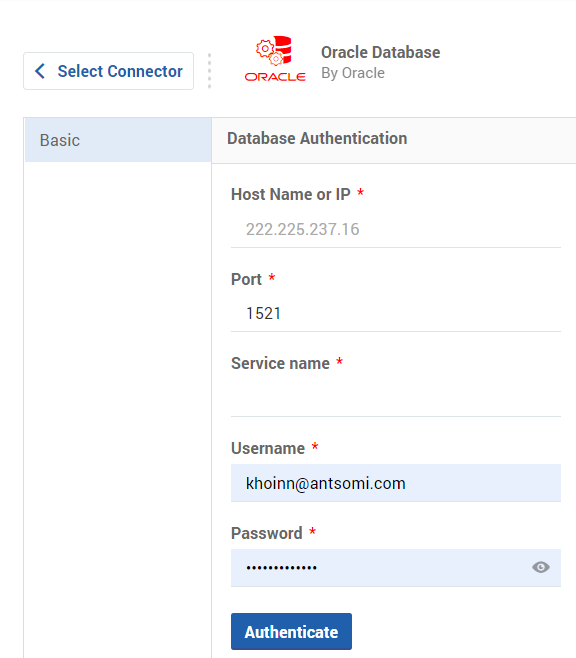 Select Connector
ORACLE
Oracle Database
By Oracle
Basic
Database Authentication
Host Name or IP *
222.225.237.16
Port *
1521
Service name *
Username *
khoinn@antsomi.com
Password *
•••••••••••••
Authenticate